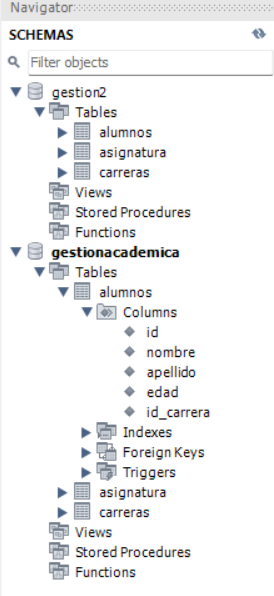 Navigator
SCHEMAS
Filter objects
gestion2
Tables
alumnos
asignatura
carreras
Views
Stored Procedures
Functions
gestionacademica
Tables
alumnos
Columns
id
nombre
apellido
edad
id_carrera
Indexes
Foreign Keys
Triggers
asignatura
carreras
Views
Stored Procedures
Functions